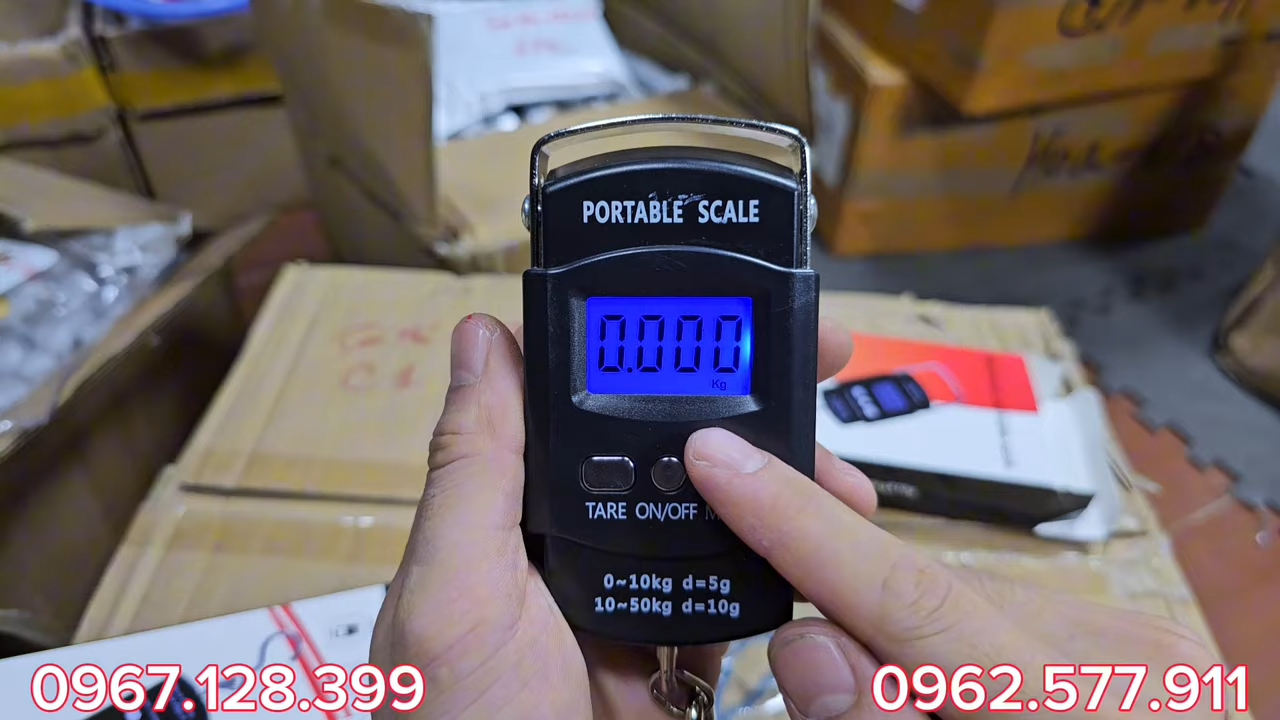 PORTABLE SCALE
0.000
Kg
TARE ON/OFF
0~10kg d=5g
10~50kg d=10g
0967.128.399
0962.577.911